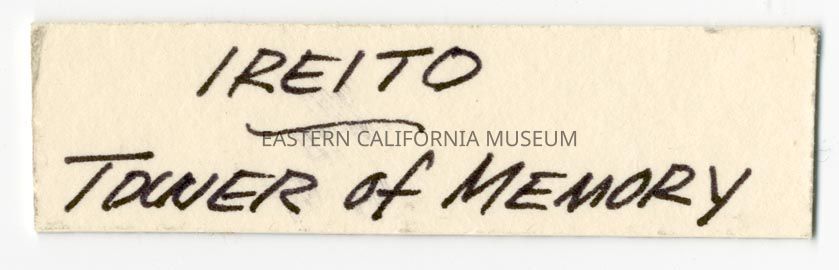 IREITO
EASTERN CALIFORNIA MUSEUM
TOWER of MEMORY